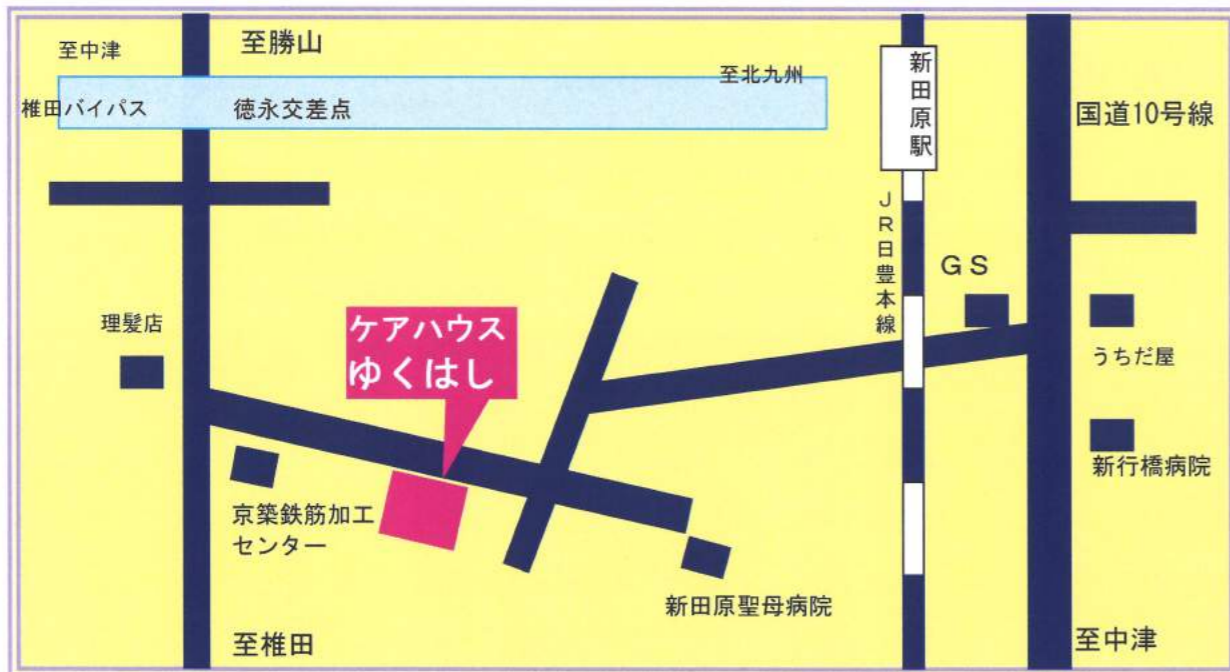 至中津
至勝山
至北九州
椎田バイパス
徳永交差点
新田原駅
国道10号線
JR日豊本線
GS
理髪店
ケアハウス
ゆくはし
うちだ屋
新行橋病院
京築鉄筋加工
センター
新田原聖母病院
至椎田
至中津